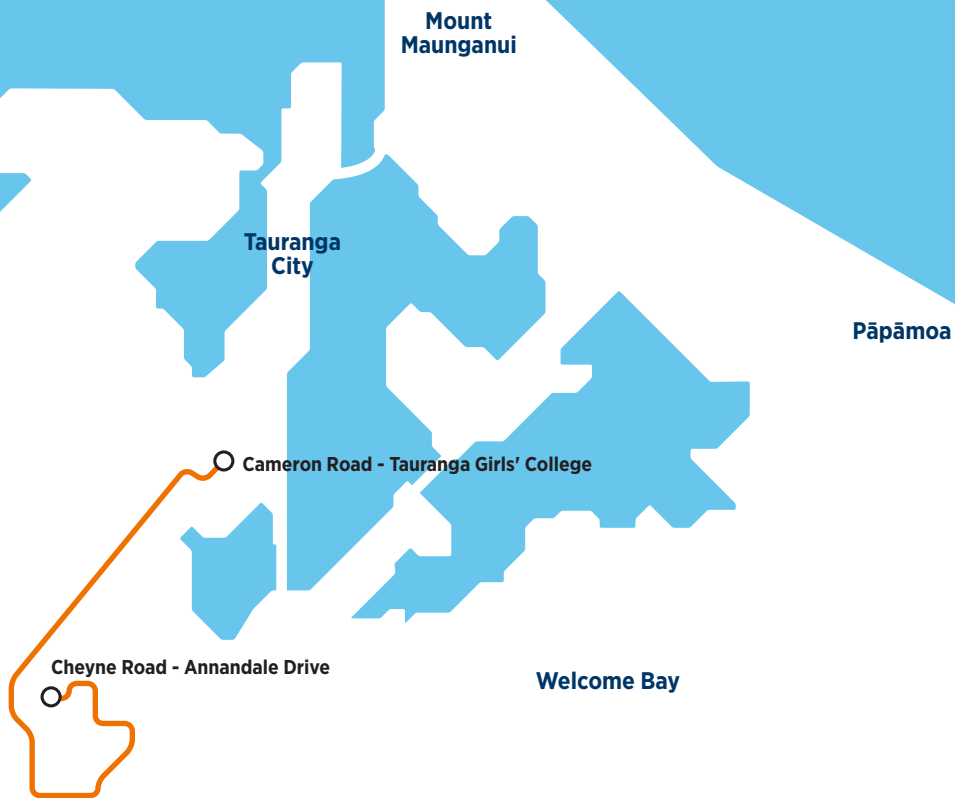 Mount
Maunganui
Tauranga
City
Pāpāmoa
Cameron Road - Tauranga Girls' College
Cheyne Road - Annandale Drive
Welcome Bay